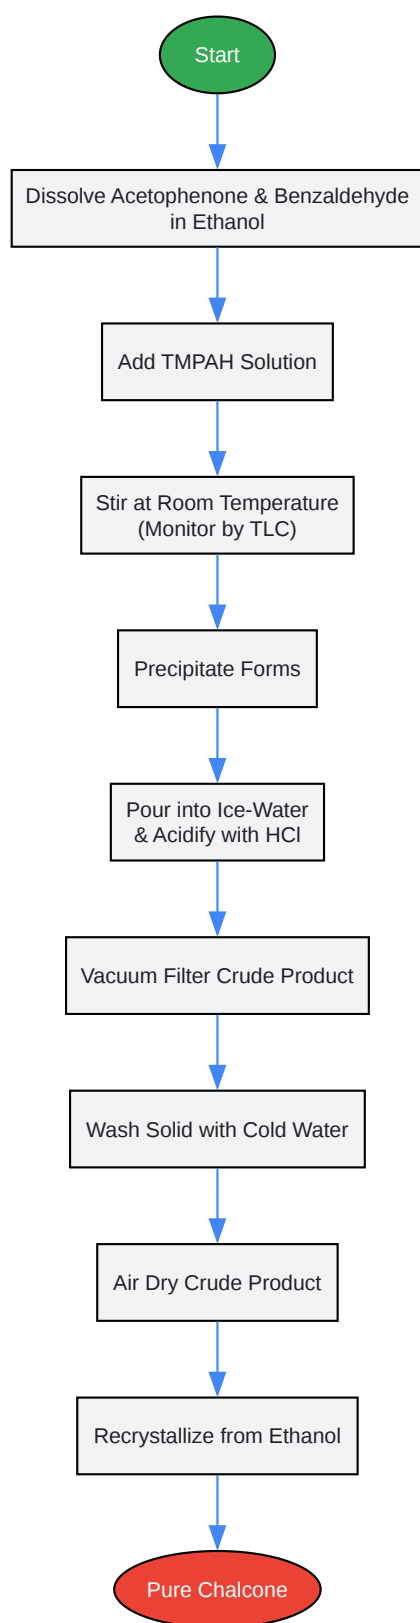 Start
Dissolve Acetophenone & Benzaldehyde
in Ethanol
Add TMPAH Solution
Stir at Room Temperature
(Monitor by TLC)
Precipitate Forms
Pour into Ice-Water
& Acidify with HCl
Vacuum Filter Crude Product
Wash Solid with Cold Water
Air Dry Crude Product
Recrystallize from Ethanol
Pure Chalcone